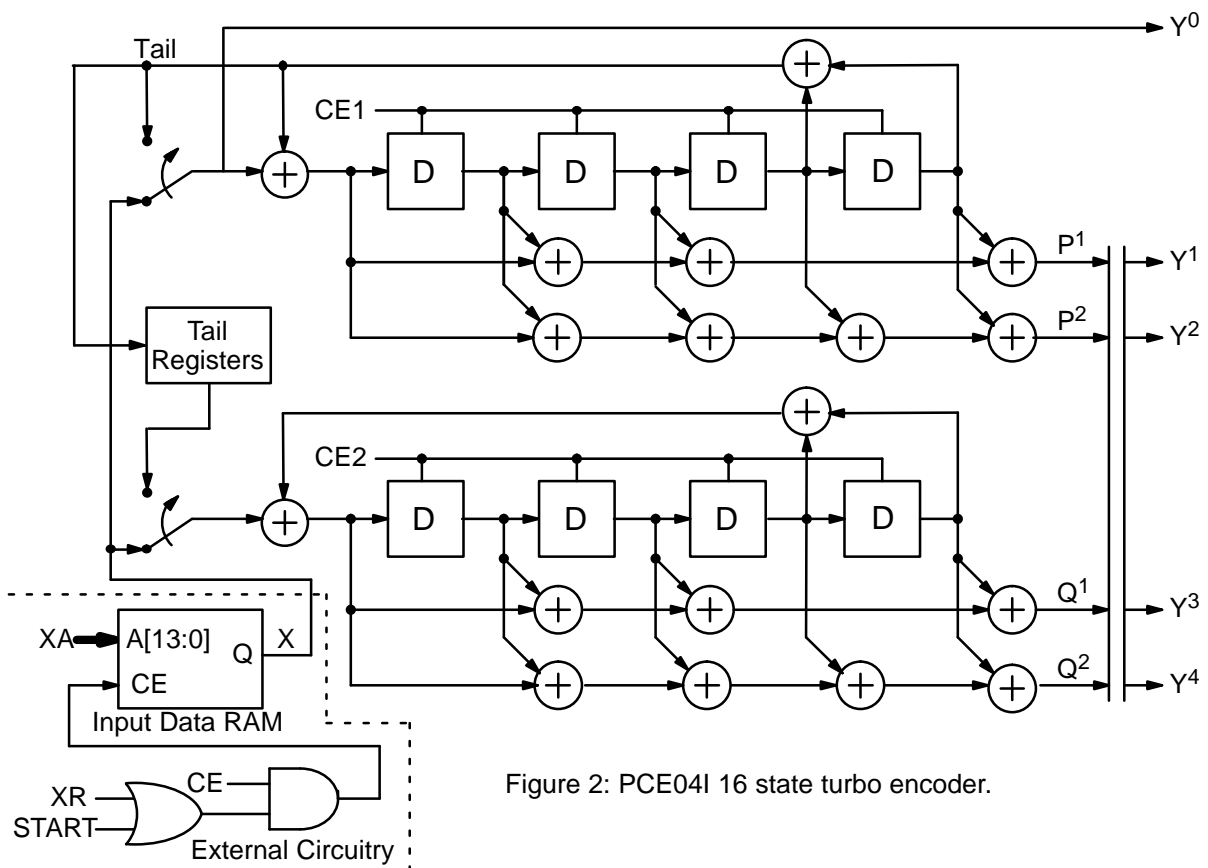 Y0
Tail
CE1
D D D D
P1 Y1
P2 Y2
Tail
Registers
CE2
D D D D
Q1 Y3
Q2 Y4
XA A[13:0] Q X
CE
Input Data RAM
CE
XR
START
External Circuitry
Figure 2: PCE04I 16 state turbo encoder.